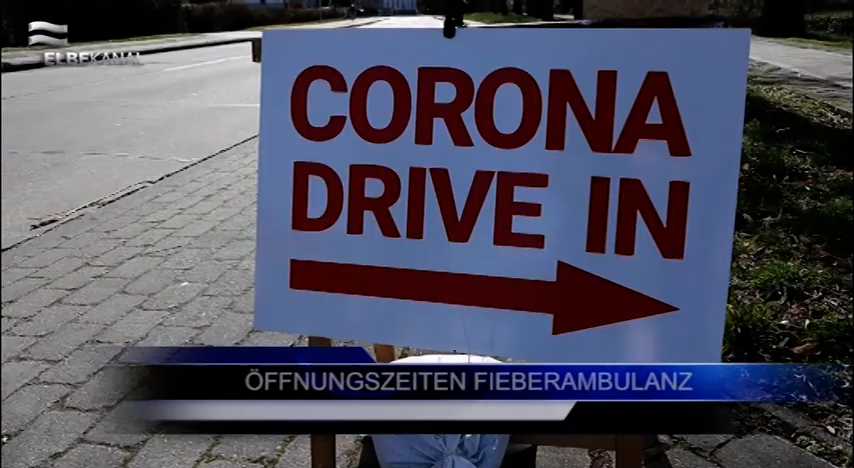 ELBEKANAL
CORONA
DRIVE IN
ÖFFNUNGSZEITEN FIEBERAMBULANZ